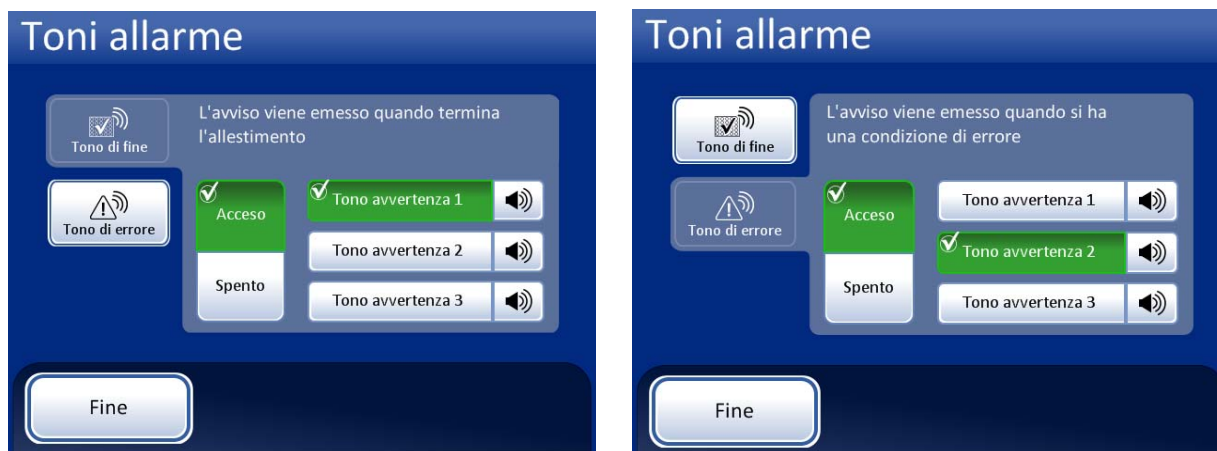 Toni allarme
Tono di fine
L'avviso viene emesso quando termina
l'allestimento
Tono di errore
Acceso
Spento
Tono avvertenza 1
Tono avvertenza 2
Tono avvertenza 3
Fine
Toni allarme
Tono di fine
L'avviso viene emesso quando si ha
una condizione di errore
Tono di errore
Acceso
Spento
Tono avvertenza 1
Tono avvertenza 2
Tono avvertenza 3
Fine